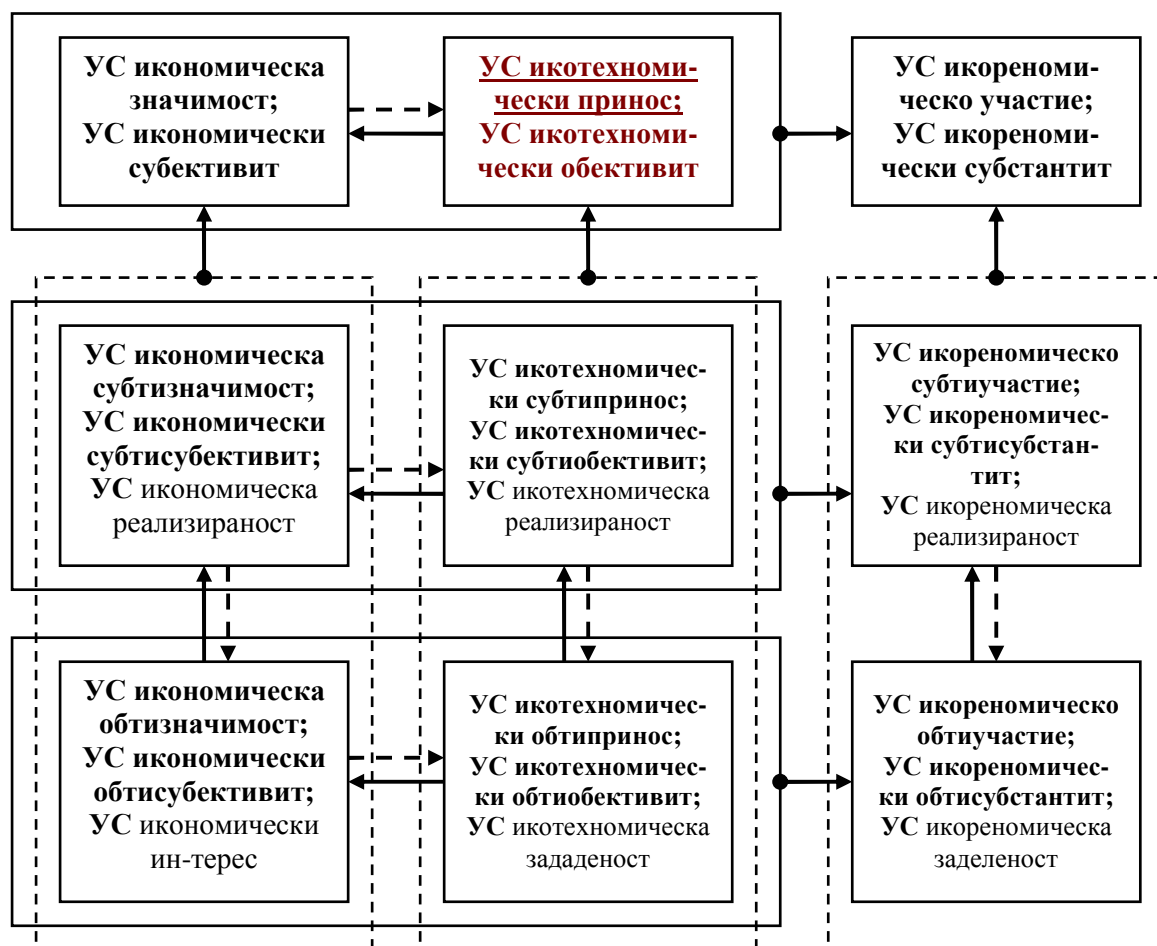 УС икономическа
значимост;
УС икономически
субективит
УС икотехноми-
чески принос;
УС икотехноми-
чески обективит
УС икореноми-
ческо участие;
УС икореноми-
чески субстантит
УС икономическа
субтизначимост;
УС икономически
субтисубективит;
УС икономическа
реализираност
УС икотехномичес-
ки субтипринос;
УС икотехномичес-
ки субтиобективит;
УС икотехномическа
реализираност
УС икореномическо
субтиучастие;
УС икореномичес-
ки субтисубстан-
тит;
УС икореномическа
реализираност
УС икономическа
обтизначимост;
УС икономически
обтисубективит;
УС икономически
ин-терес
УС икотехномичес-
ки обтипринос;
УС икотехномичес-
ки обтиобективит;
УС икотехномическа
зададеност
УС икореномическо
обтиучастие;
УС икореномичес-
ки обтисубстантит;
УС икореномическа
заделеност